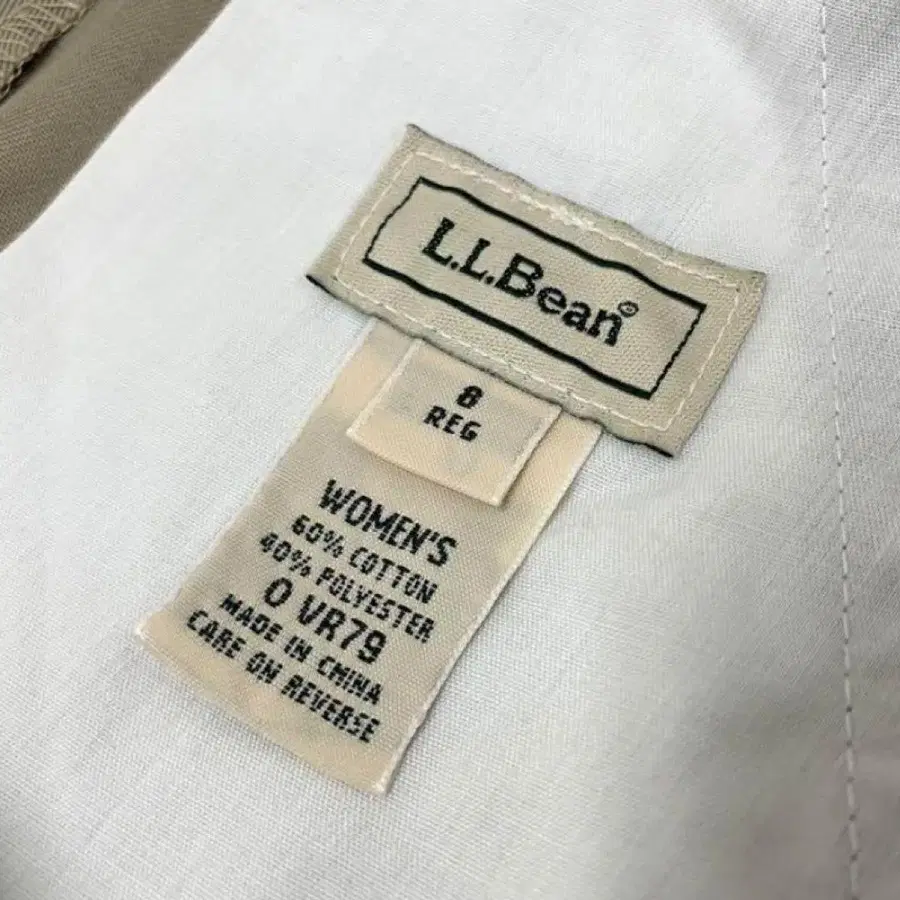 L.L.Bean®
8
REG
WOMEN'S
60% COTTON
40% POLYESTER
0 VR79
MADE IN CHINA
CARE ON REVERSE